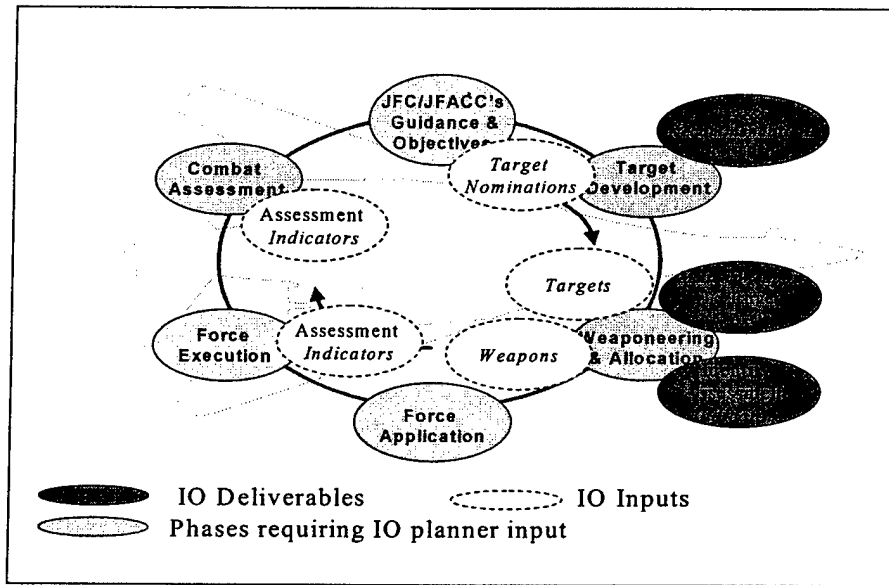 JFC/JFACC's
Guidance &
Objectives
Target
Nominations
Target
Development
Combat
Assessment
Assessment
Indicators
Targets
Weaponeering
& Allocation
Weapons
Force
Execution
Assessment
Indicators
Force
Application
IO Deliverables
IO Inputs
Phases requiring IO planner input